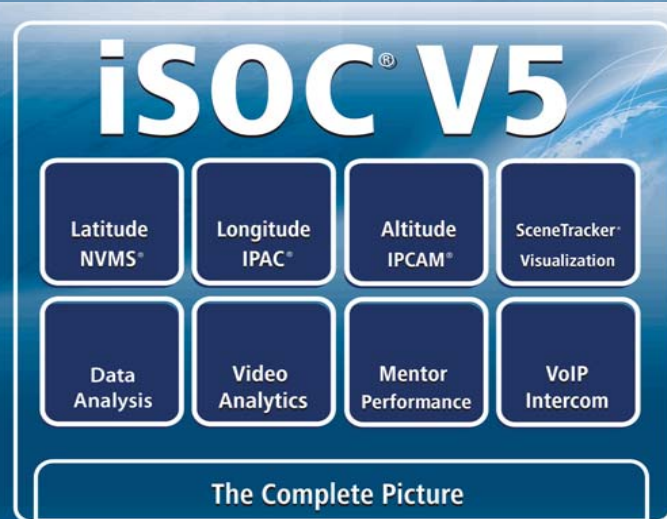 iSOC® V5
Latitude
NVMS®
Longitude
IPAC®
Altitude
IPCAM®
SceneTracker®
Visualization
Data
Analysis
Video
Analytics
Mentor
Performance
VoIP
Intercom
The Complete Picture